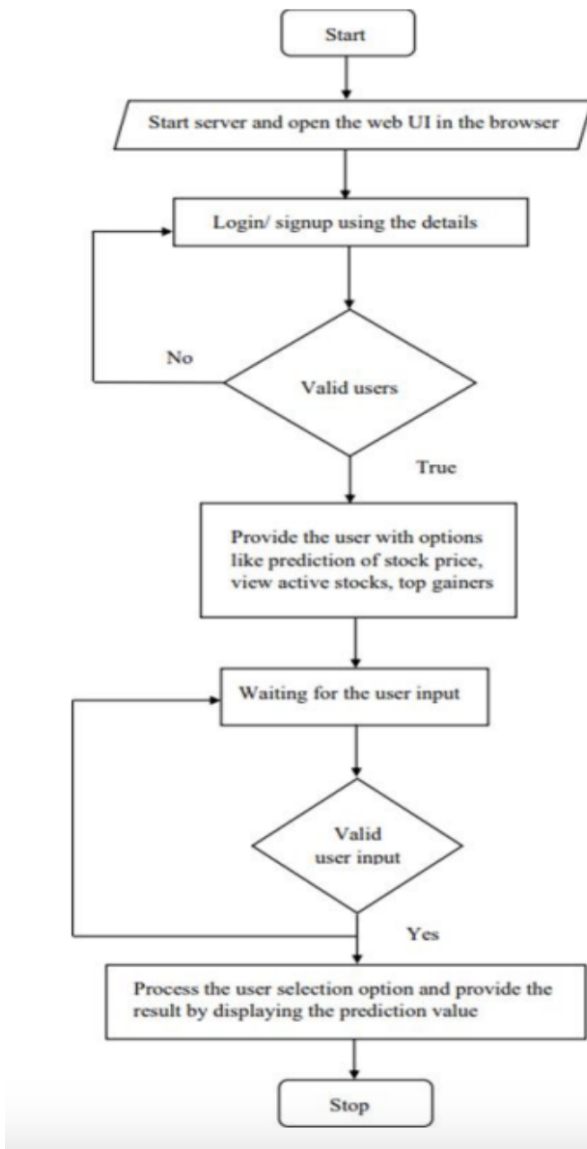 Start
Start server and open the web UI in the browser
Login/ signup using the details
No
Valid users
True
Provide the user with options
like prediction of stock price,
view active stocks, top gainers
Waiting for the user input
Valid
user input
Yes
Process the user selection option and provide the
result by displaying the prediction value
Stop